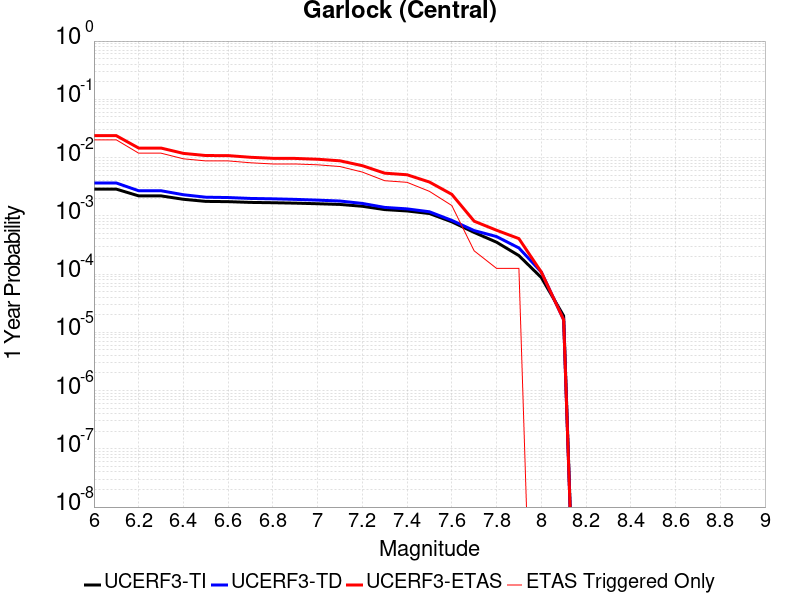 Garlock (Central)
10^0
10^-1
10^-2
10^-3
10^-4
10^-5
10^-6
10^-7
10^-8
1 Year Probability
6 6.2 6.4 6.6 6.8 7 7.2 7.4 7.6 7.8 8 8.2 8.4 8.6 8.8 9
Magnitude
UCERF3-TI UCERF3-TD UCERF3-ETAS ETAS Triggered Only